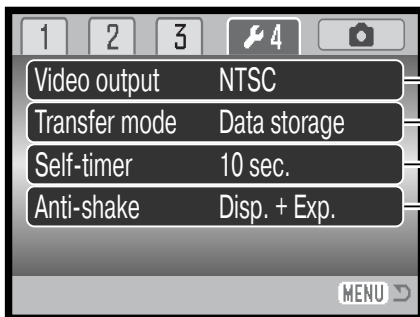 1 2 3 4
Video output NTSC
Transfer mode Data storage
Self-timer 10 sec.
Anti-shake Disp. + Exp.
MENU